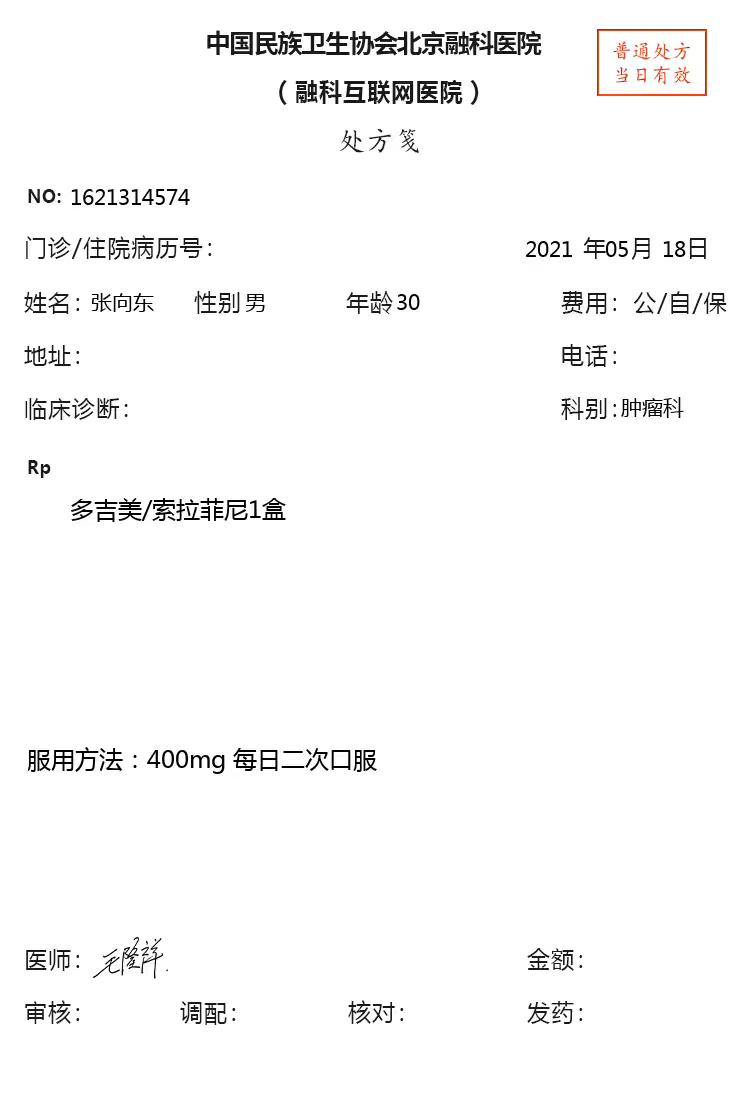 中国民族卫生协会北京融科医院
普通处方
当日有效
（融科互联网医院）
处方笺
NO: 1621314574
门诊/住院病历号： 2021 年05月 18日
姓名：张向东 性别 男 年龄 30 费用：公/自/保
地址： 电话：
临床诊断： 科别：肿瘤科
Rp
多吉美/索拉菲尼1盒
服用方法：400mg 每日二次口服
医师：毛隆祥 金额：
审核： 调配： 核对： 发药：